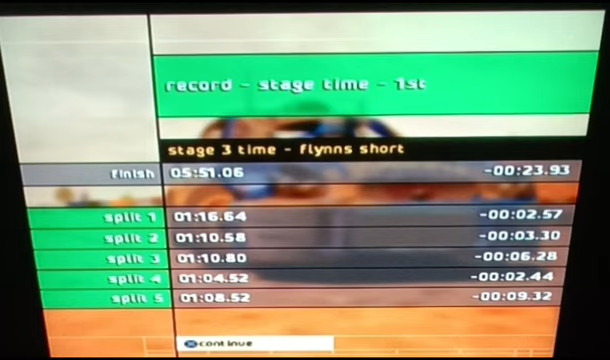 record - stage time - 1st
stage 3 time - flynns short
finish 05:51.06 -00:23.93
split 1 01:16.64 -00:02.57
split 2 01:10.58 -00:03.30
split 3 01:10.80 -00:06.28
split 4 01:04.52 -00:02.44
split 5 01:08.52 -00:09.32
continue